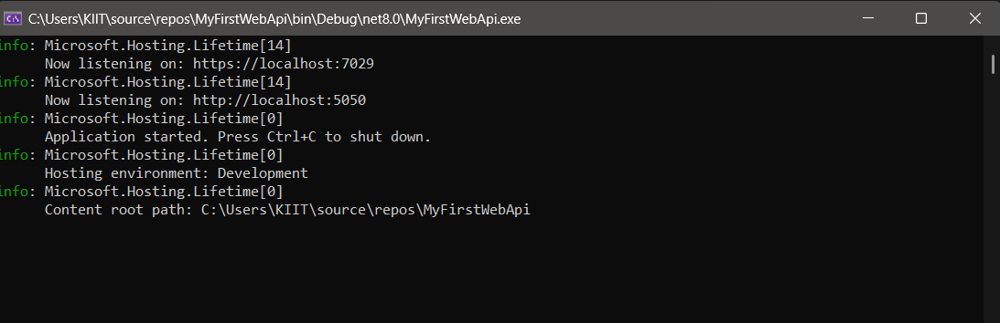 C:\Users\KIIT\source\repos\MyFirstWebApi\bin\Debug\net8.0\MyFirstWebApi.exe
info: Microsoft.Hosting.Lifetime[14]
Now listening on: https://localhost:7029
info: Microsoft.Hosting.Lifetime[14]
Now listening on: http://localhost:5050
info: Microsoft.Hosting.Lifetime[0]
Application started. Press Ctrl+C to shut down.
info: Microsoft.Hosting.Lifetime[0]
Hosting environment: Development
info: Microsoft.Hosting.Lifetime[0]
Content root path: C:\Users\KIIT\source\repos\MyFirstWebApi